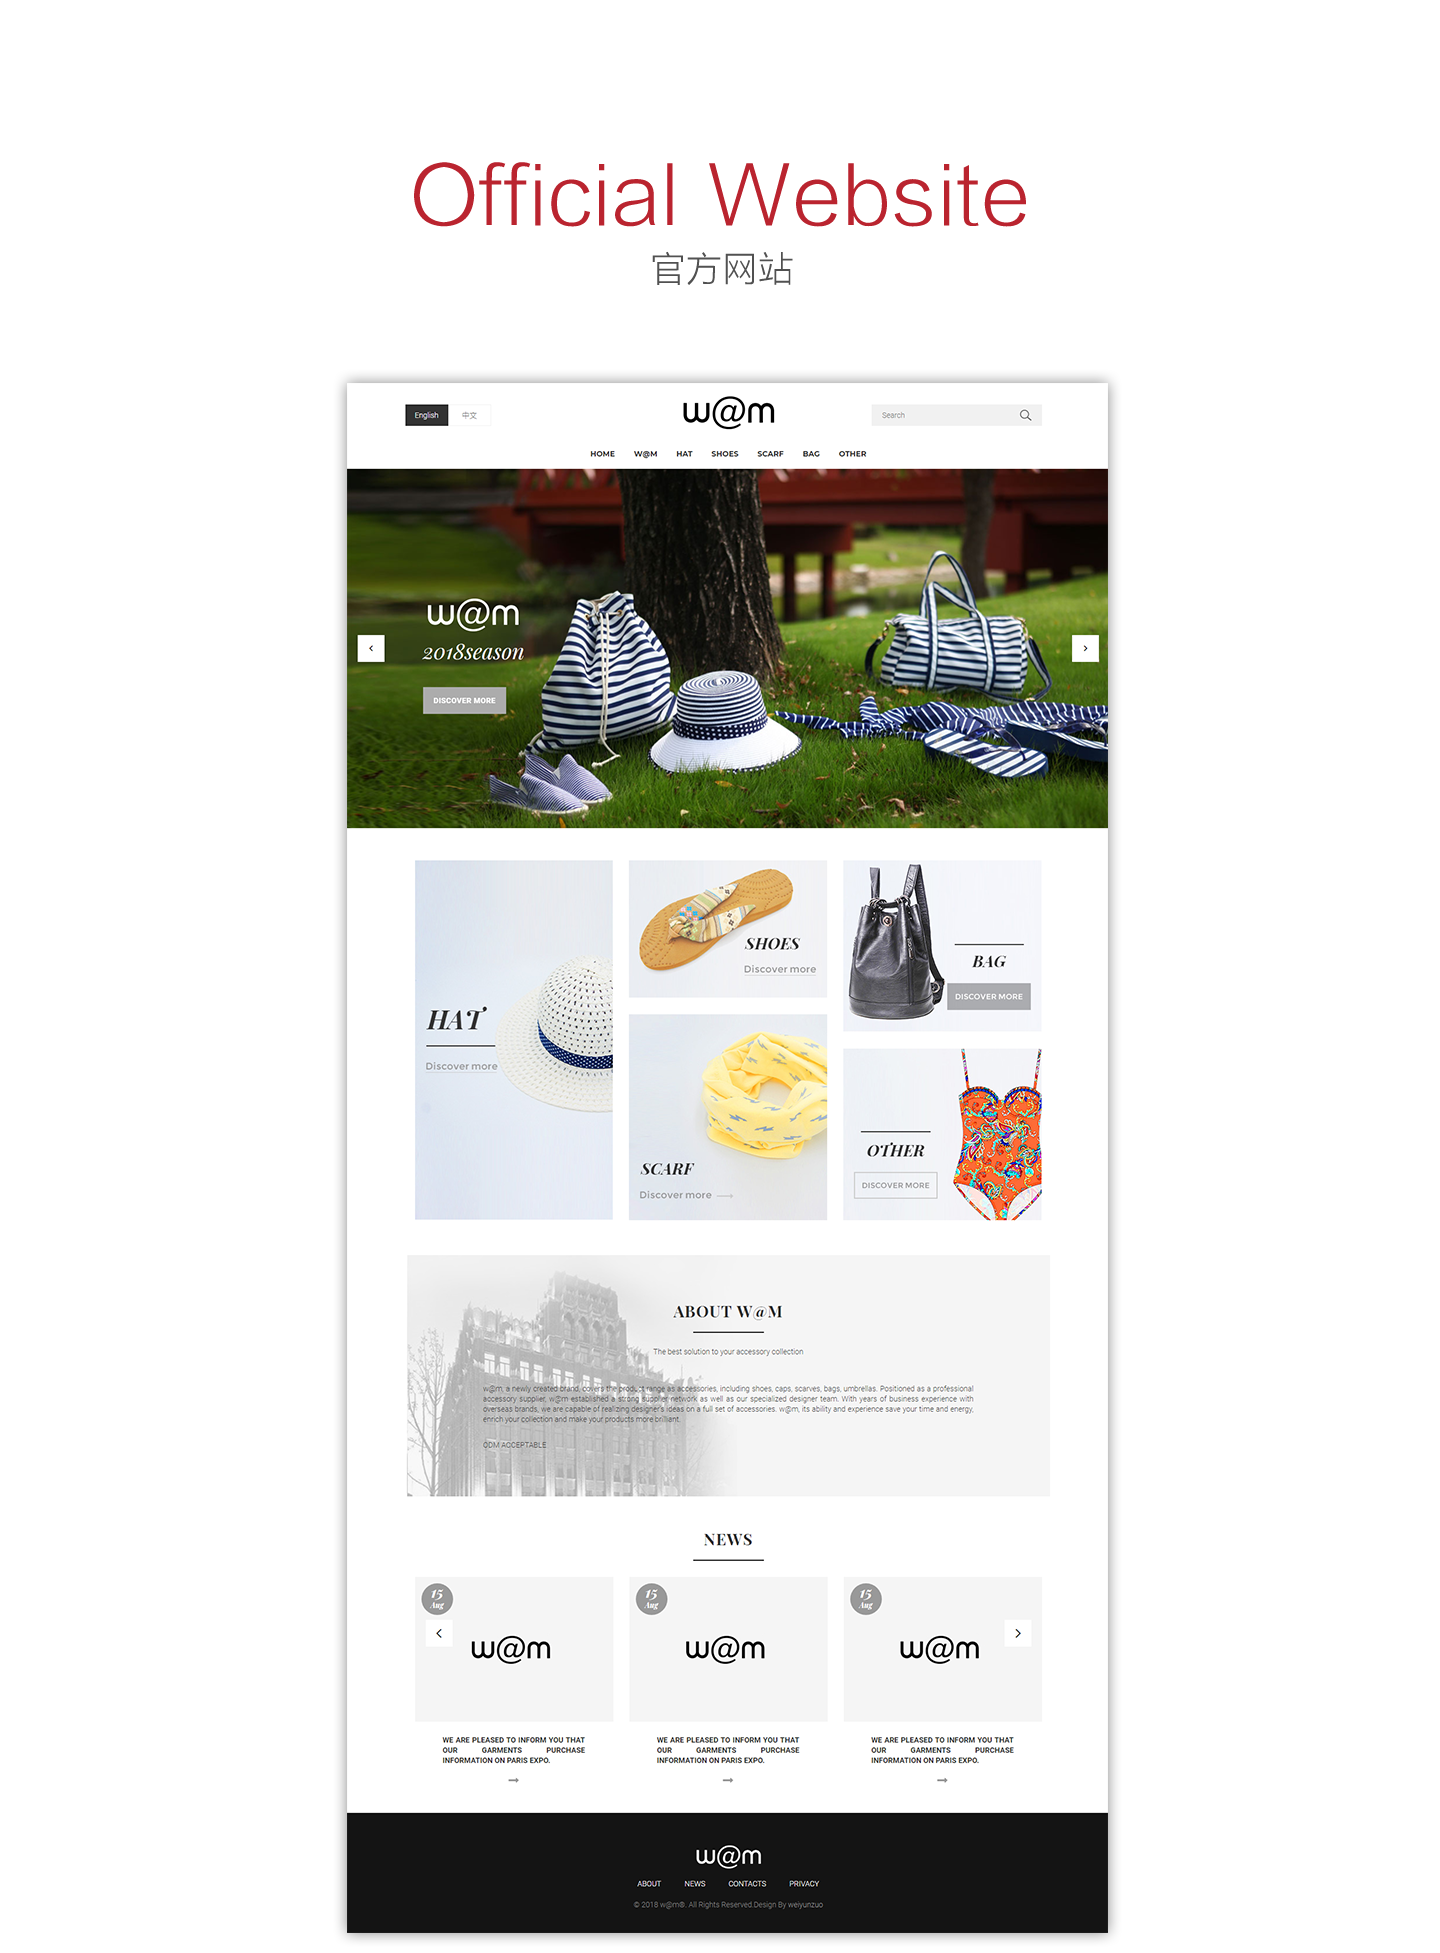 Official Website
官方网站
English 中文
w@m
Search
HOME W@M HAT SHOES SCARF BAG OTHER
w@m
2018season
DISCOVER MORE
HAT
Discover more
SHOES
Discover more
SCARF
Discover more
BAG
DISCOVER MORE
OTHER
DISCOVER MORE
ABOUT W@M
The best solution to your accessory collection
w@m, a newly created brand, covers the product range as accessories, including shoes, caps, scarves, bags, umbrellas. Positioned as a professional
accessory supplier, w@m established a strong supplier network as well as our specialized designer team. With years of business experience with
overseas brands, we are capable of realizing designer's ideas on a full set of accessories. w@m, its ability and experience save your time and energy,
enrich your collection and make your products more brilliant.
ODM ACCEPTABLE
NEWS
15
Aug
w@m
WE ARE PLEASED TO INFORM YOU THAT
OUR GARMENTS PURCHASE
INFORMATION ON PARIS EXPO.
15
Aug
w@m
WE ARE PLEASED TO INFORM YOU THAT
OUR GARMENTS PURCHASE
INFORMATION ON PARIS EXPO.
15
Aug
w@m
WE ARE PLEASED TO INFORM YOU THAT
OUR GARMENTS PURCHASE
INFORMATION ON PARIS EXPO.
w@m
ABOUT NEWS CONTACTS PRIVACY
© 2018 w@m®. All Rights Reserved.Design By weiyunzuo